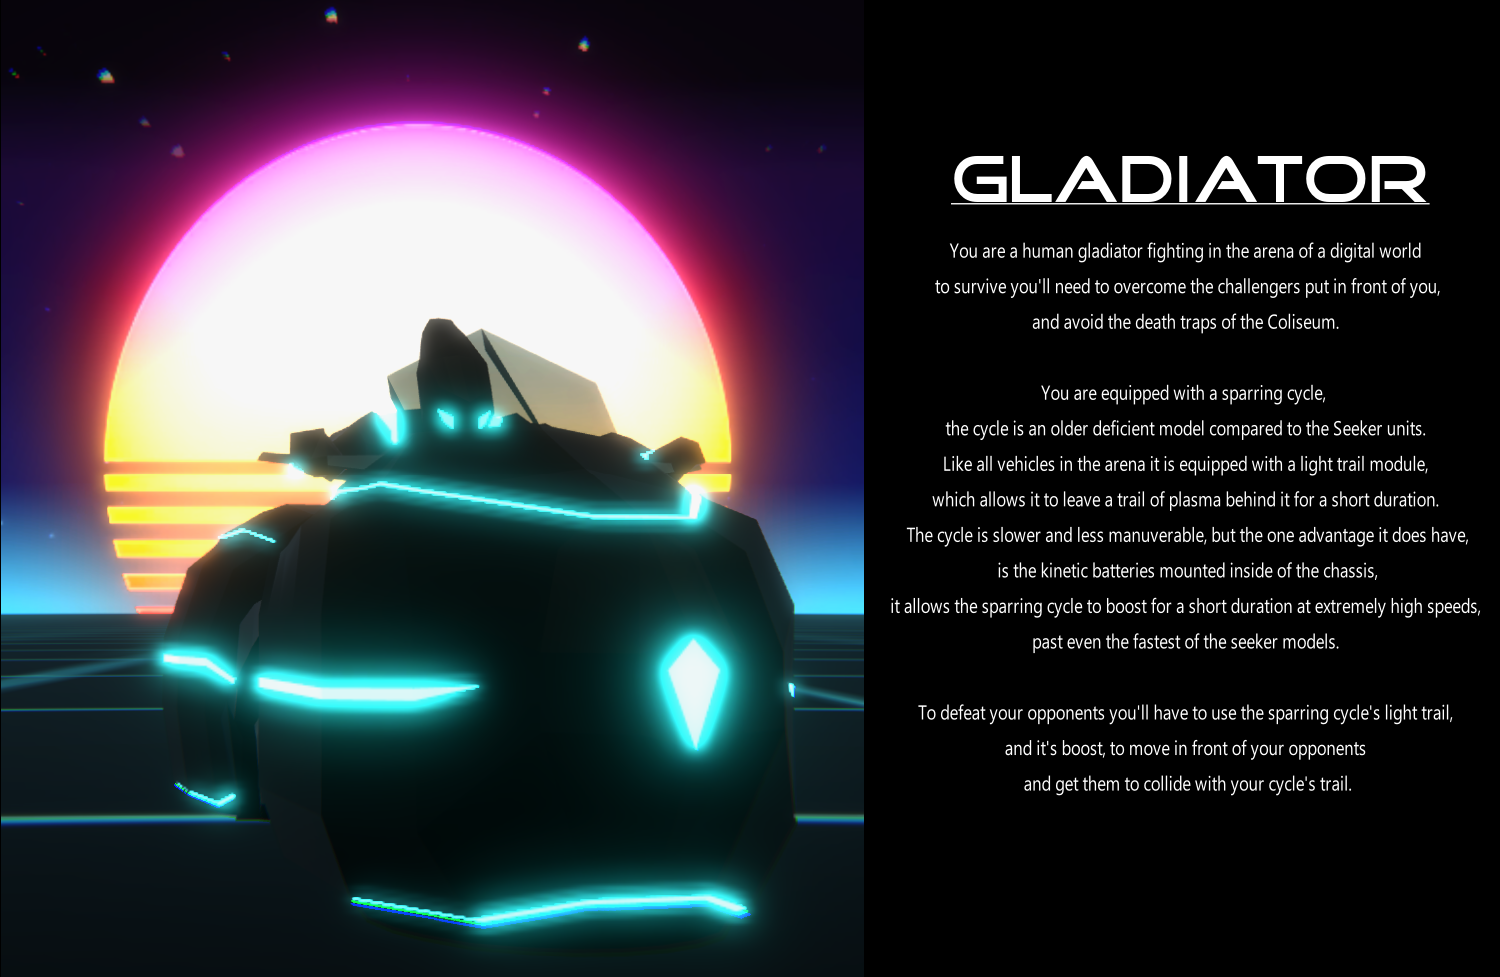 GLADIATOR
You are a human gladiator fighting in the arena of a digital world
to survive you'll need to overcome the challengers put in front of you,
and avoid the death traps of the Coliseum.
You are equipped with a sparring cycle,
the cycle is an older deficient model compared to the Seeker units.
Like all vehicles in the arena it is equipped with a light trail module,
which allows it to leave a trail of plasma behind it for a short duration.
The cycle is slower and less manuverable, but the one advantage it does have,
is the kinetic batteries mounted inside of the chassis,
it allows the sparring cycle to boost for a short duration at extremely high speeds,
past even the fastest of the seeker models.
To defeat your opponents you'll have to use the sparring cycle's light trail,
and it's boost, to move in front of your opponents
and get them to collide with your cycle's trail.